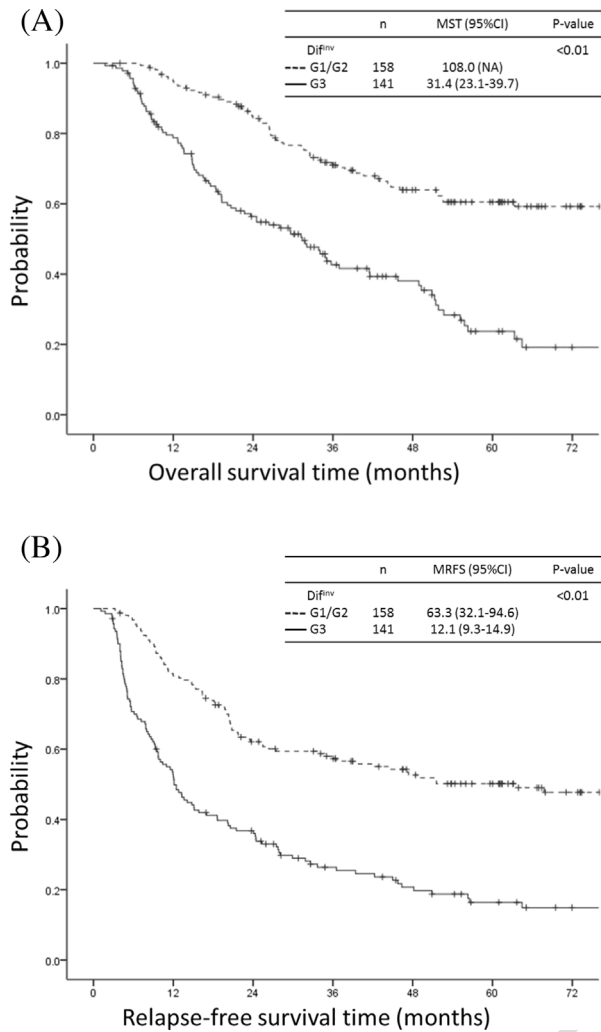 (A)
n MST (95%CI) P-value
Dif^inv <0.01
G1/G2 158 108.0 (NA)
G3 141 31.4 (23.1-39.7)
1.0
0.8
0.6
0.4
0.2
0.0
Probability
0 12 24 36 48 60 72
Overall survival time (months)
(B)
n MRFS (95%CI) P-value
Dif^inv <0.01
G1/G2 158 63.3 (32.1-94.6)
G3 141 12.1 (9.3-14.9)
1.0
0.8
0.6
0.4
0.2
0.0
Probability
0 12 24 36 48 60 72
Relapse-free survival time (months)